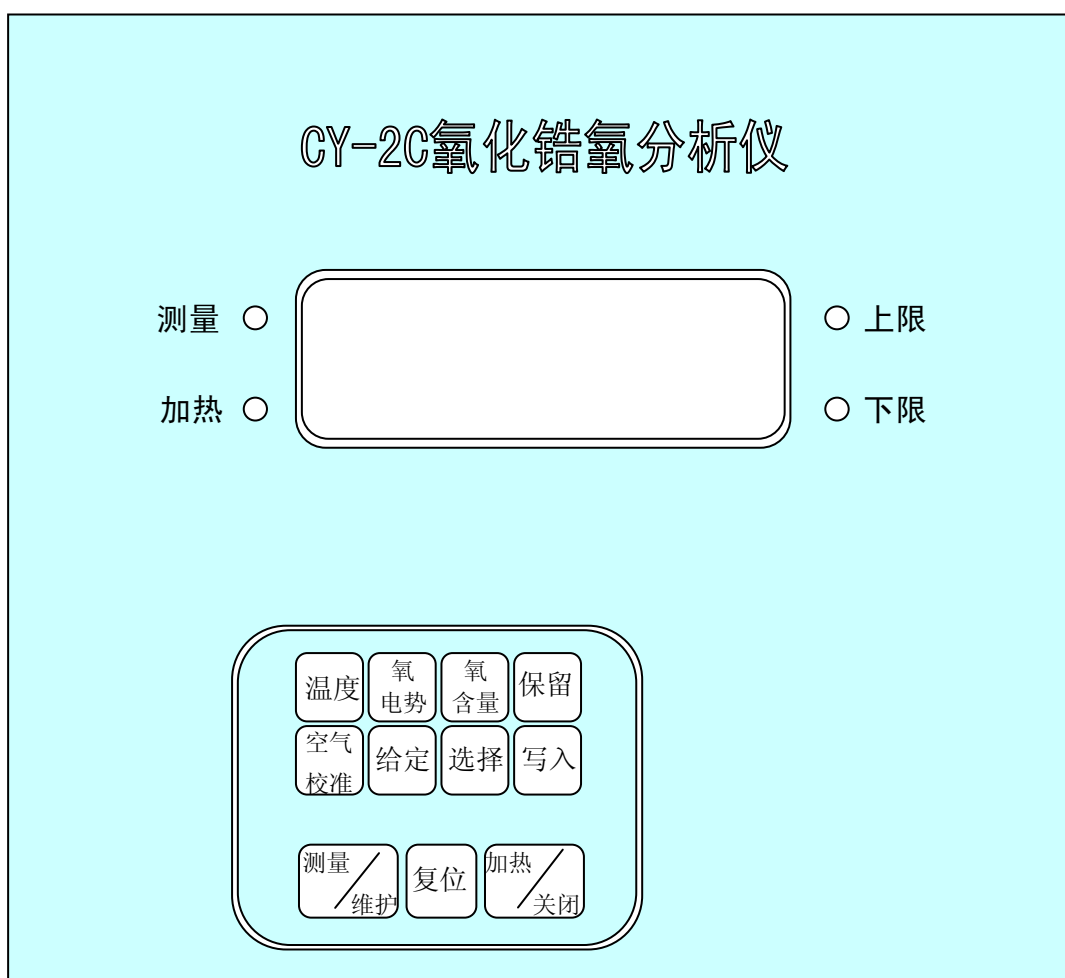 CY-2C氧化锆氧分析仪
测量
上限
加热
下限
温度
氧
电势
氧
含量
保留
空气
校准
给定
选择
写入
测量
维护
复位
加热
关闭